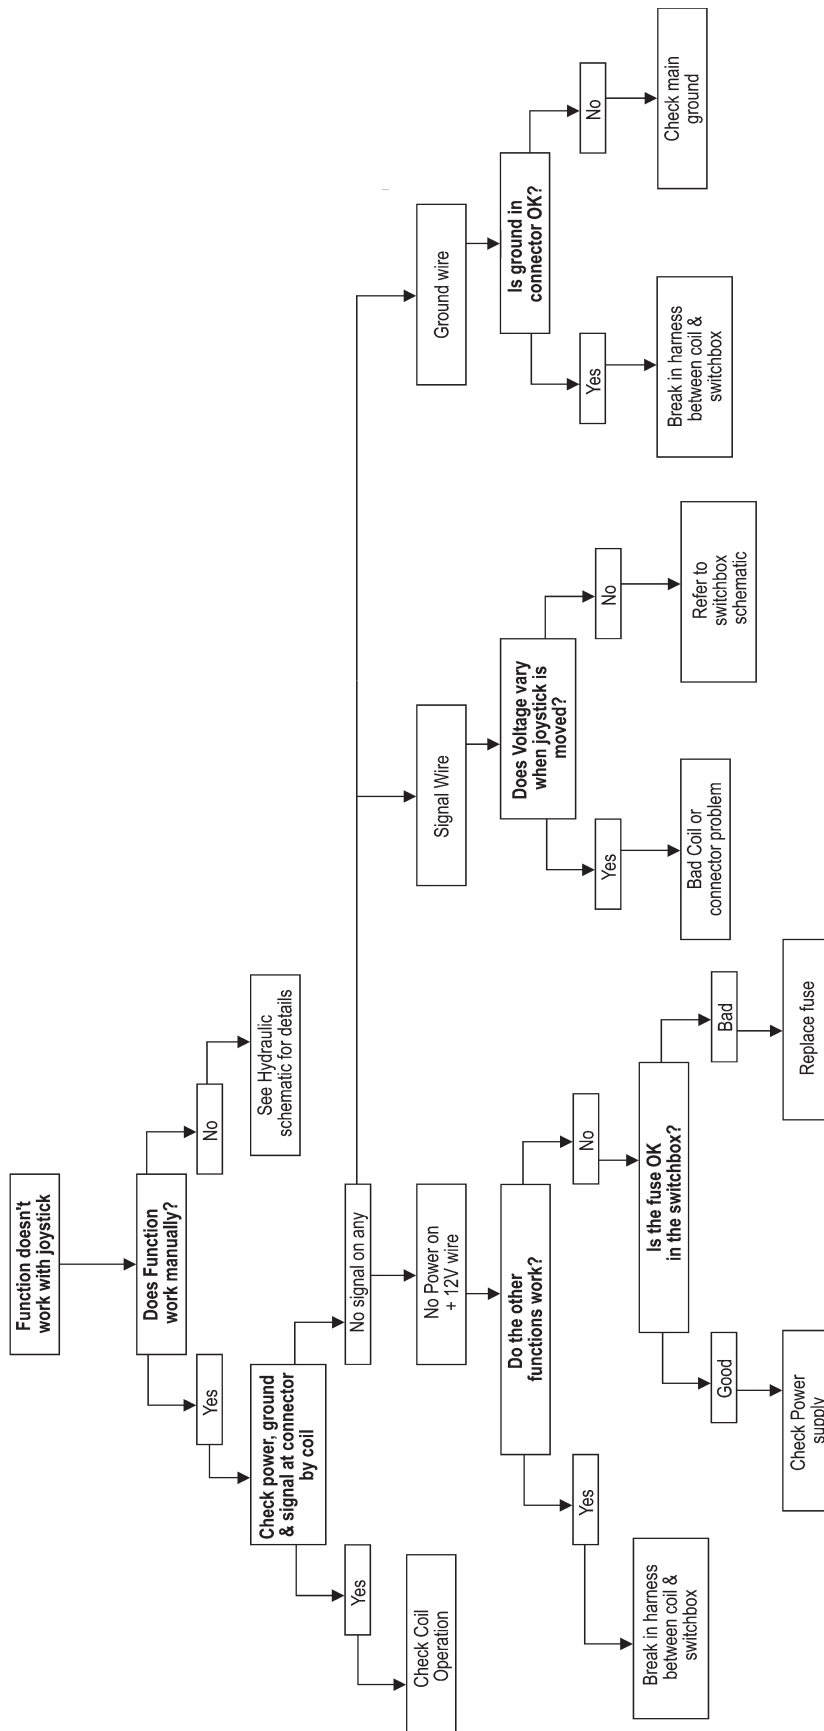 Function doesn't
work with joystick
Does Function
work manually?
Yes
No
See Hydraulic
schematic for details
Check power, ground
& signal at connector
by coil
Yes
Check Coil
Operation
No signal on any
No Power on
+ 12V wire
Signal Wire
Ground wire
Do the other
functions work?
Yes
Break in harness
between coil &
switchbox
No
Is the fuse OK
in the switchbox?
Good
Check Power
supply
Bad
Replace fuse
Does Voltage vary
when joystick is
moved?
Yes
Bad Coil or
connector problem
No
Refer to
switchbox
schematic
Is ground in
connector OK?
Yes
Break in harness
between coil &
switchbox
No
Check main
ground